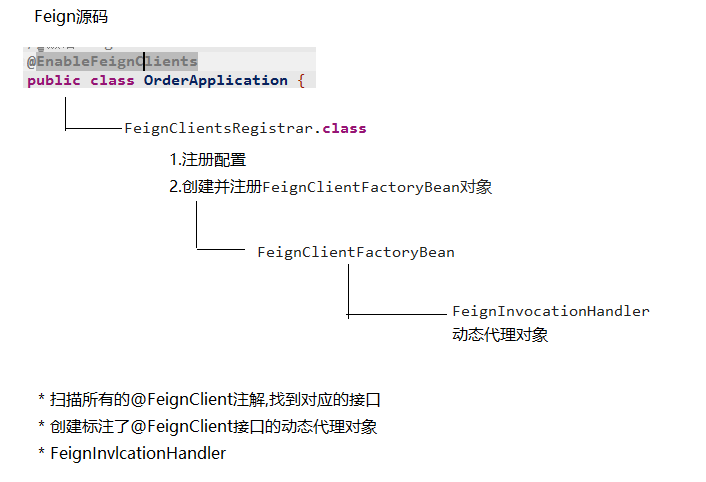 Feign源码
@EnableFeignClients
public class OrderApplication {
FeignClientsRegistrar.class
1.注册配置
2.创建并注册FeignClientFactoryBean对象
FeignClientFactoryBean
FeignInvocationHandler
动态代理对象
* 扫描所有的@FeignClient注解,找到对应的接口
* 创建标注了@FeignClient接口的动态代理对象
* FeignInvlcationHandler